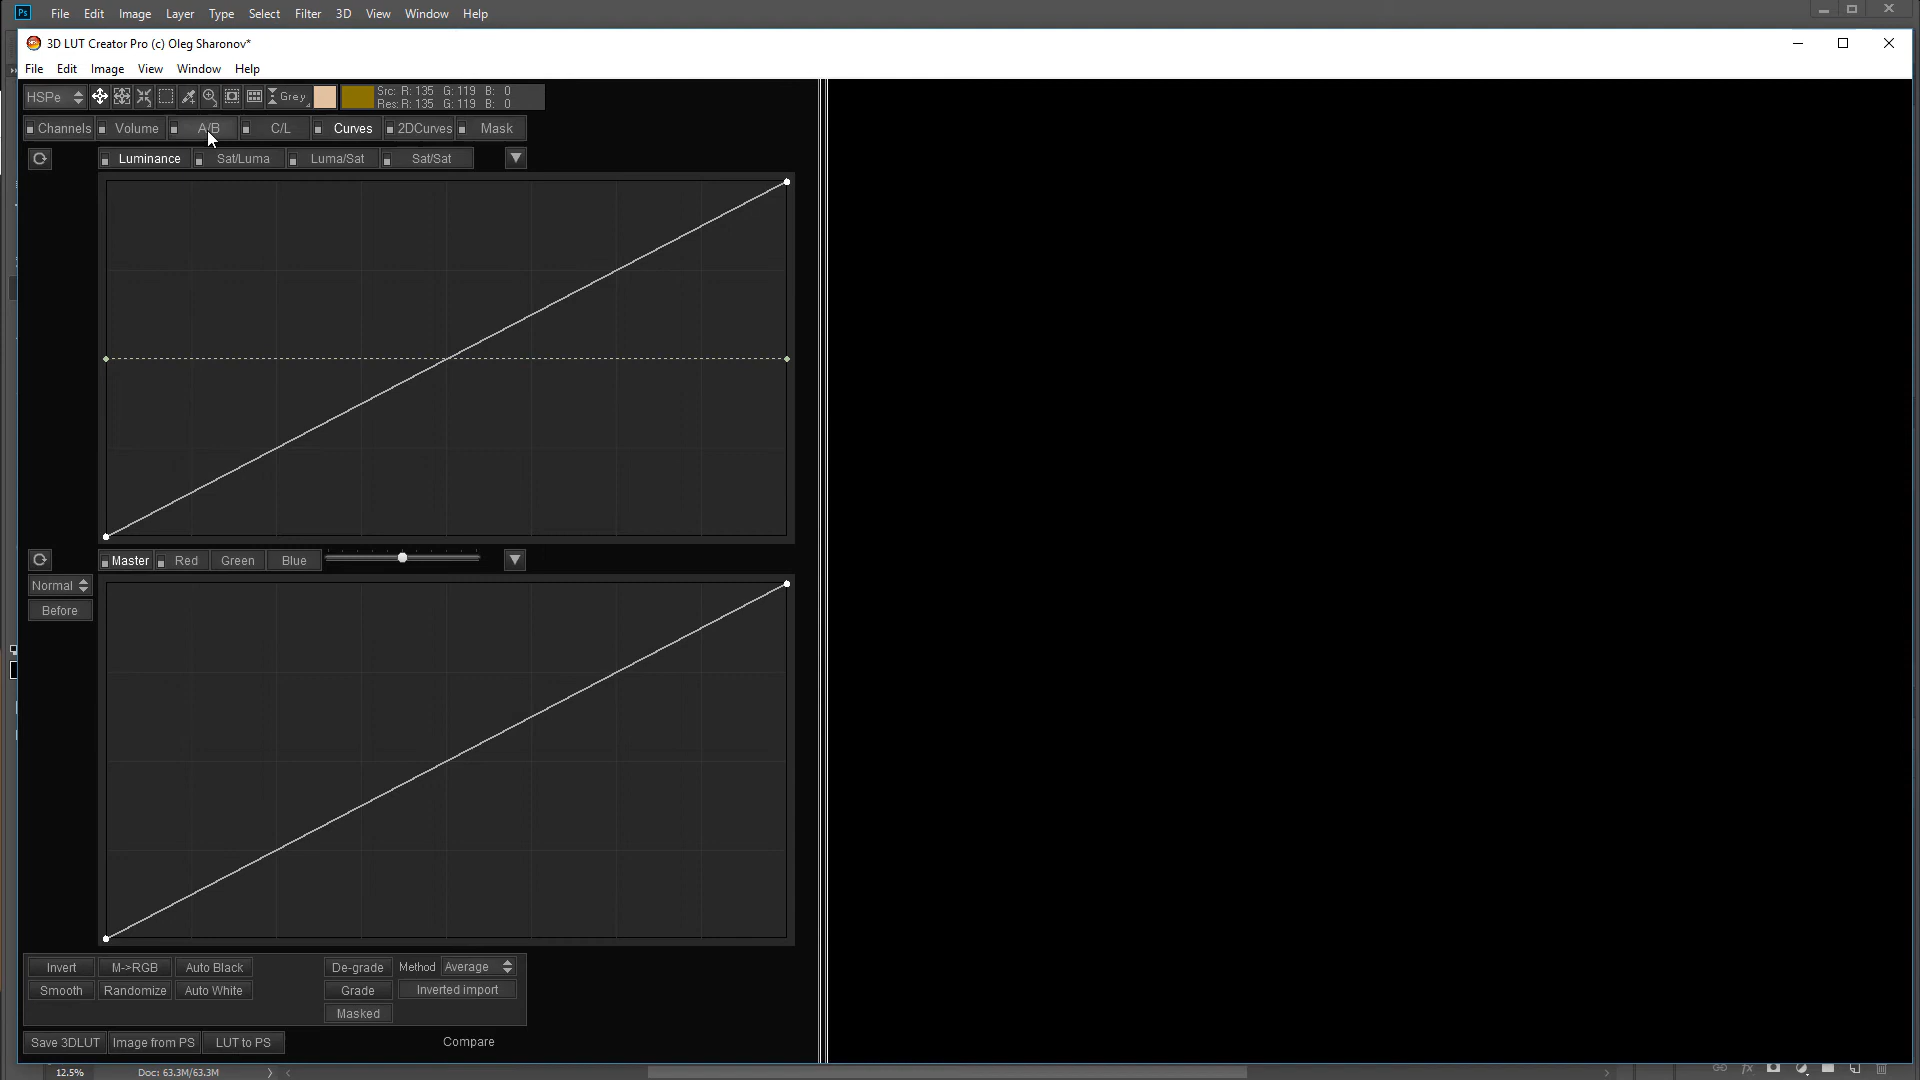 Ps File Edit Image Layer Type Select Filter 3D View Window Help
3D LUT Creator Pro (c) Oleg Sharonov*
File Edit Image View Window Help
HSPe Grey Src: R: 135 G: 119 B: 0
Res: R: 135 G: 119 B: 0
Channels Volume A/B C/L Curves 2DCurves Mask
Luminance Sat/Luma Luma/Sat Sat/Sat
Master Red Green Blue
Normal
Before
Invert M->RGB Auto Black De-grade Method Average
Smooth Randomize Auto White Grade Inverted import
Masked
Save 3DLUT Image from PS LUT to PS Compare
12.5% Doc: 63.3M/63.3M fx